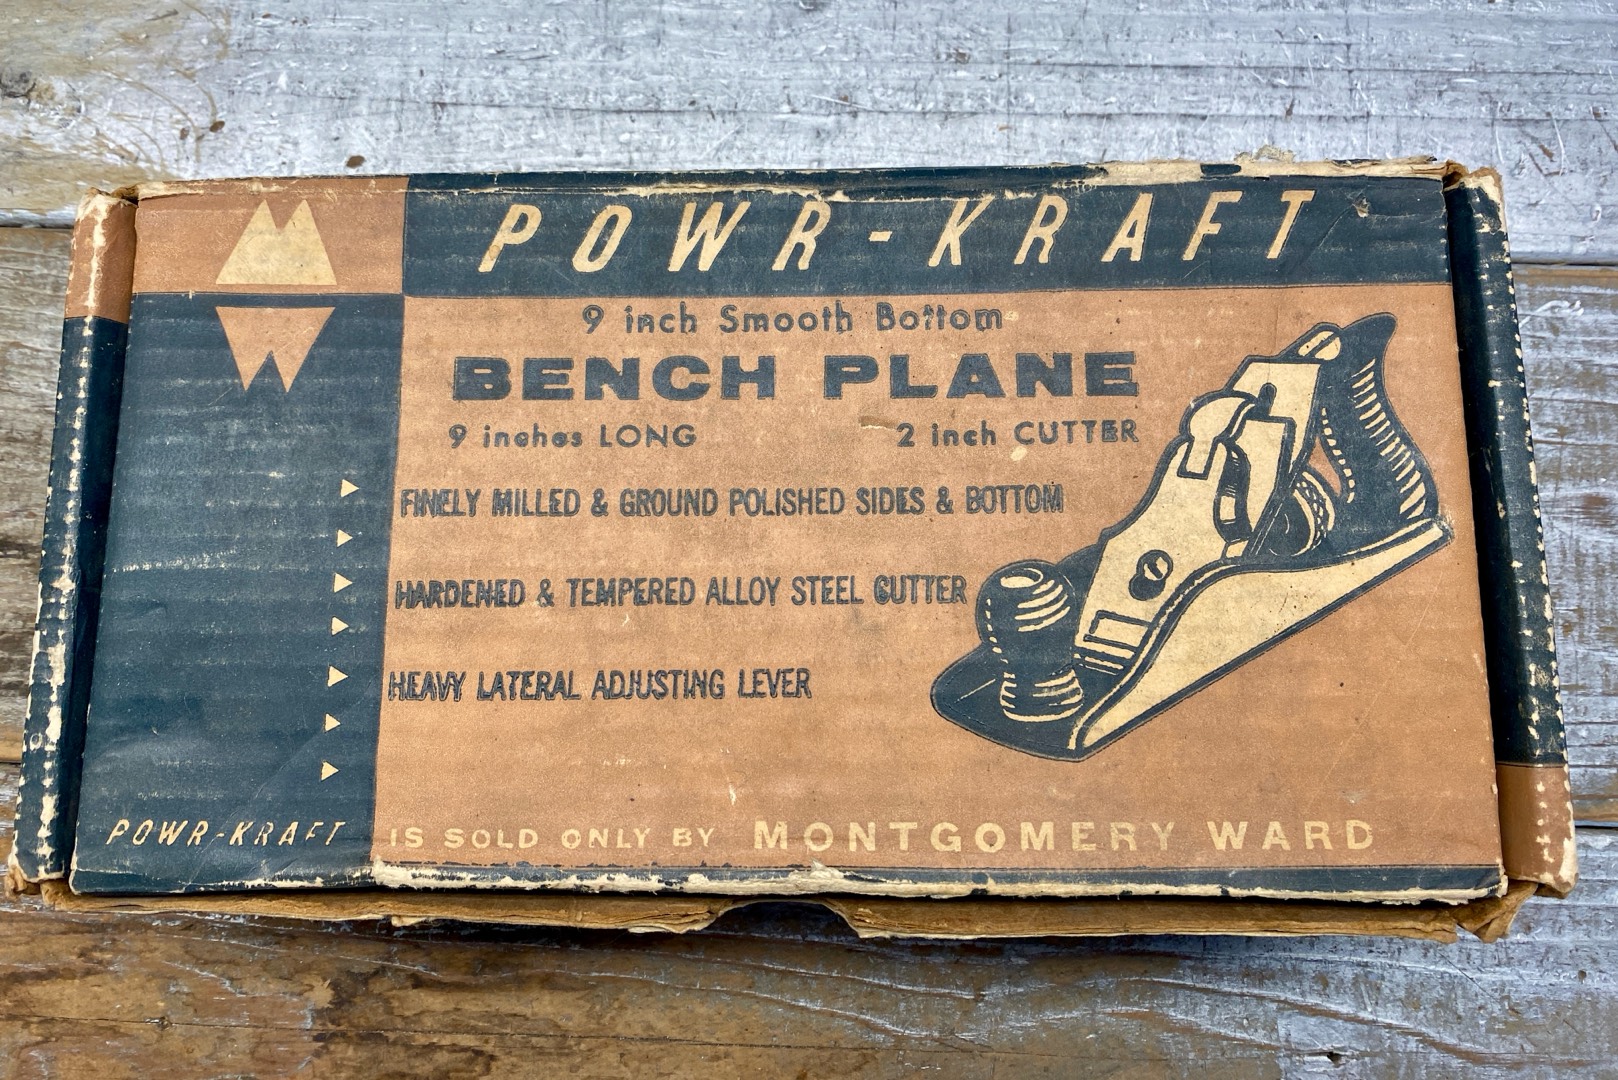 POWR-KRAFT
9 inch Smooth Bottom
BENCH PLANE
9 inches LONG 2 inch CUTTER
FINELY MILLED & GROUND POLISHED SIDES & BOTTOM
HARDENED & TEMPERED ALLOY STEEL CUTTER
HEAVY LATERAL ADJUSTING LEVER
POWR-KRAFT IS SOLD ONLY BY MONTGOMERY WARD